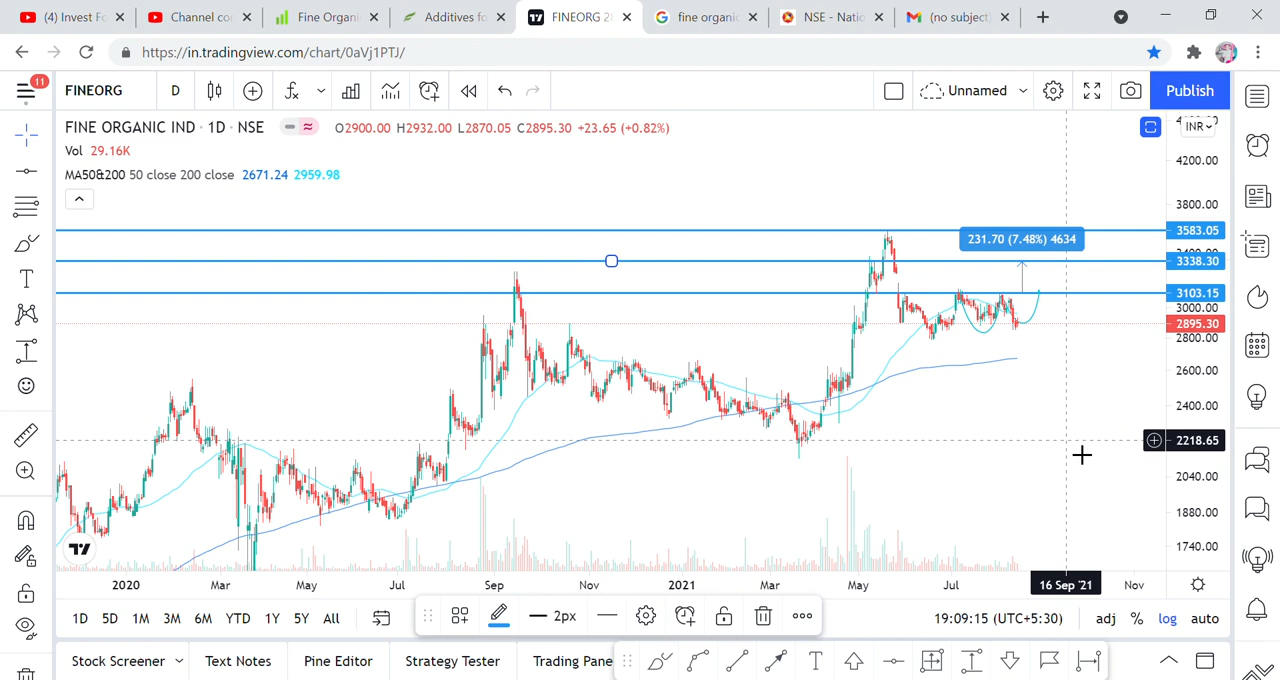 (4) Invest Fo
Channel co
Fine Organi
Additives fo
FINEORG 2
fine organic
NSE - Natio
(no subject)
https://in.tradingview.com/chart/0aVj1PTJ/
11
FINEORG
D
Unnamed
Publish
FINE ORGANIC IND · 1D · NSE
O2900.00 H2932.00 L2870.05 C2895.30 +23.65 (+0.82%)
INR
Vol 29.16K
MA50&200 50 close 200 close 2671.24 2959.98
4200.00
3800.00
3583.05
231.70 (7.48%) 4634
3400.00
3338.30
3103.15
3000.00
2895.30
2800.00
2600.00
2400.00
2218.65
2040.00
1880.00
1740.00
2020 Mar May Jul Sep Nov 2021 Mar May Jul 16 Sep '21 Nov
1D 5D 1M 3M 6M YTD 1Y 5Y All
2px
19:09:15 (UTC+5:30)
adj % log auto
Stock Screener
Text Notes
Pine Editor
Strategy Tester
Trading Pane